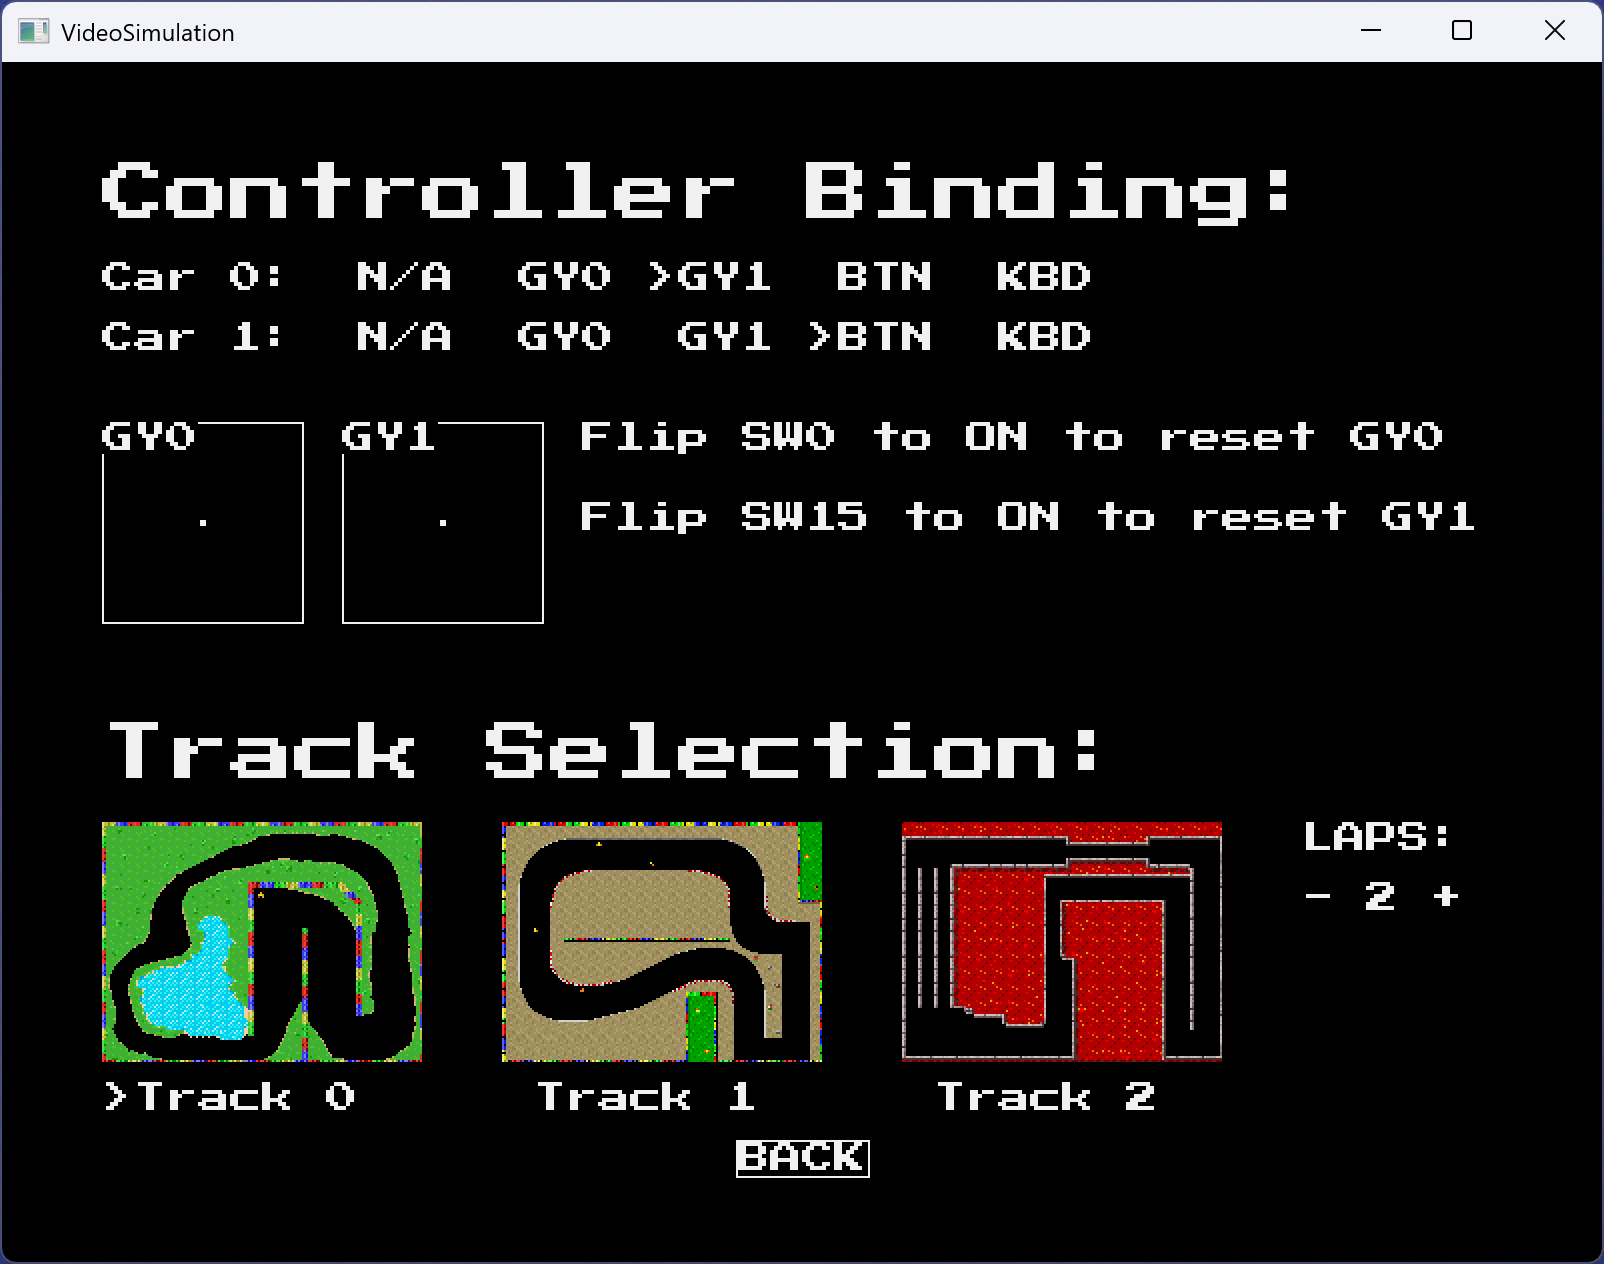 VideoSimulation
Controller Binding:
Car 0: N/A GY0 >GY1 BTN KBD
Car 1: N/A GY0 GY1 >BTN KBD
GY0 GY1 Flip SW0 to ON to reset GY0
Flip SW15 to ON to reset GY1
Track Selection:
LAPS:
- 2 +
>Track 0 Track 1 Track 2
BACK